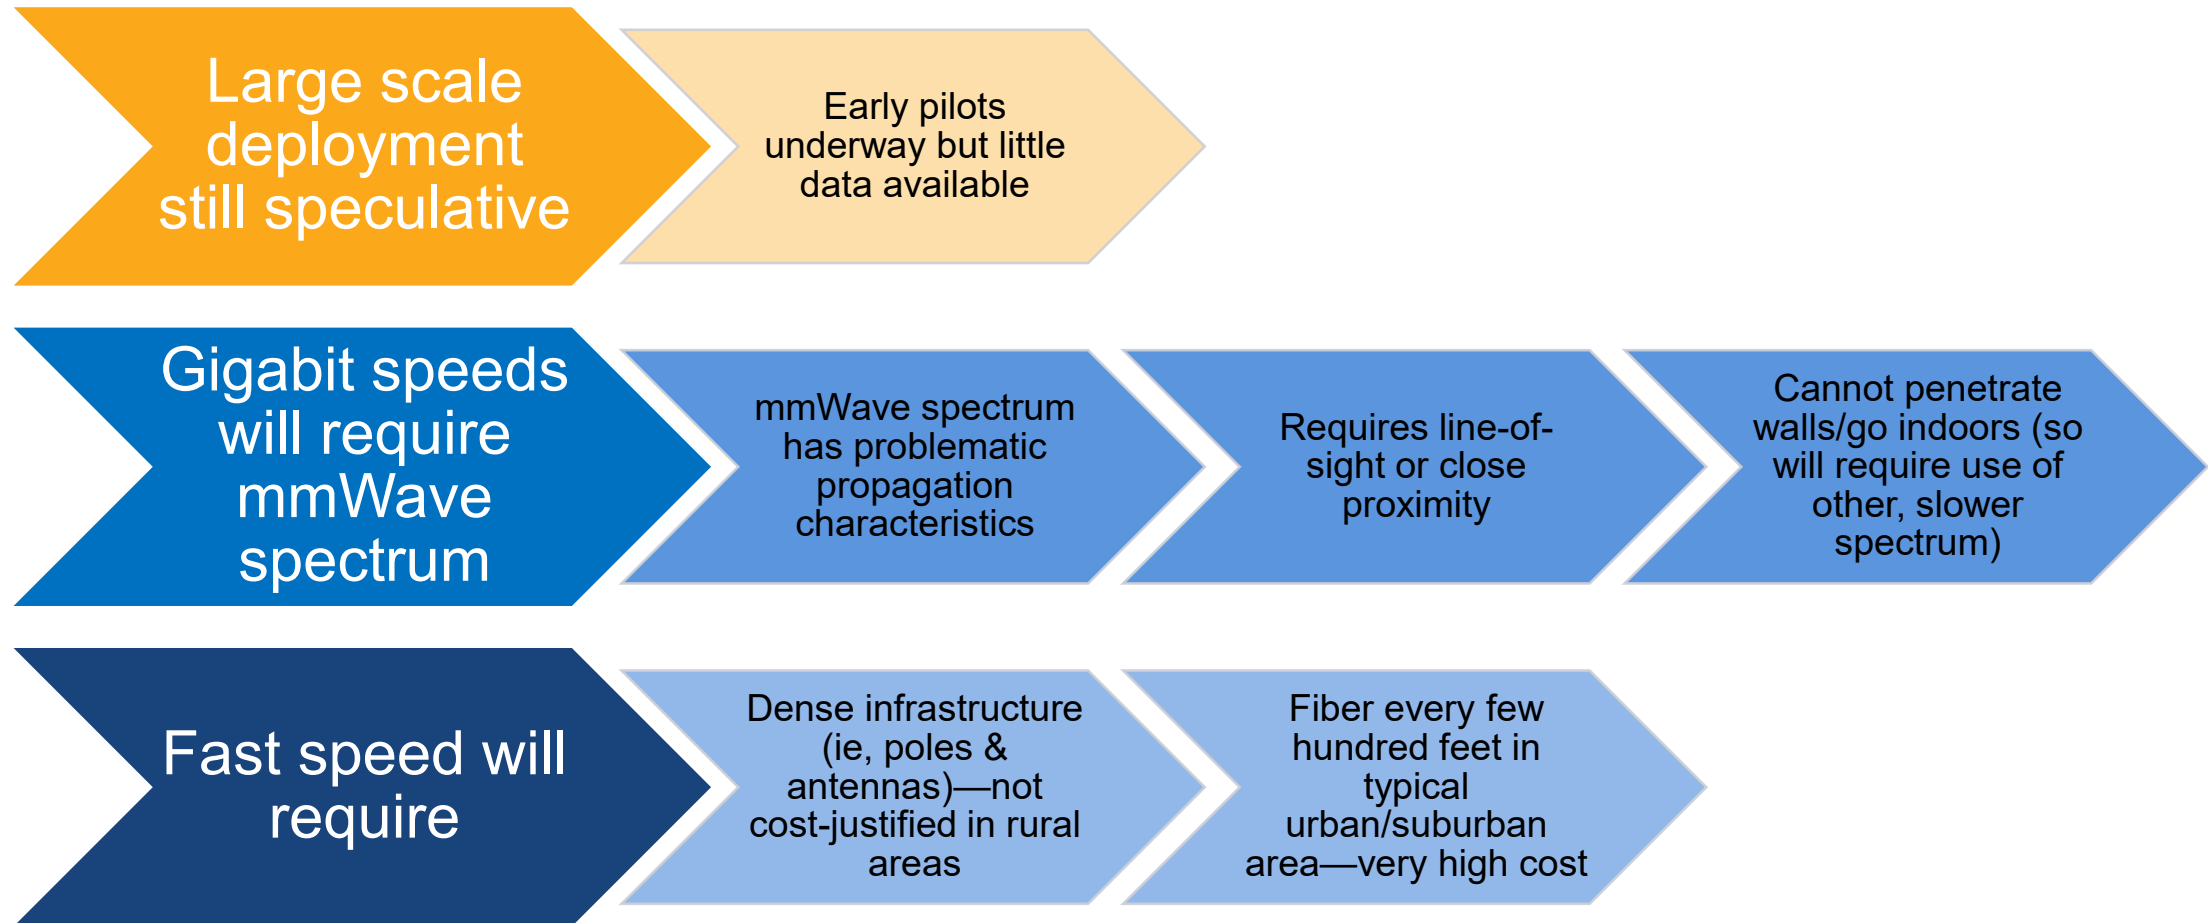 Large scale
deployment
still speculative
Early pilots
underway but little
data available
Gigabit speeds
will require
mmWave
spectrum
mmWave spectrum
has problematic
propagation
characteristics
Requires line-of-
sight or close
proximity
Cannot penetrate
walls/go indoors (so
will require use of
other, slower
spectrum)
Fast speed will
require
Dense infrastructure
(ie, poles &
antennas)—not
cost-justified in rural
areas
Fiber every few
hundred feet in
typical
urban/suburban
area—very high cost